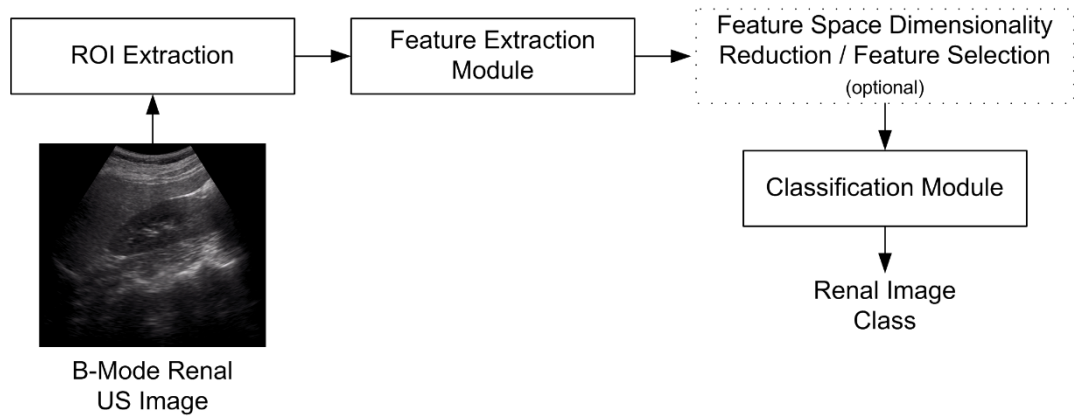 ROI Extraction
Feature Extraction
Module
Feature Space Dimensionality
Reduction / Feature Selection
(optional)
Classification Module
Renal Image
Class
B-Mode Renal
US Image